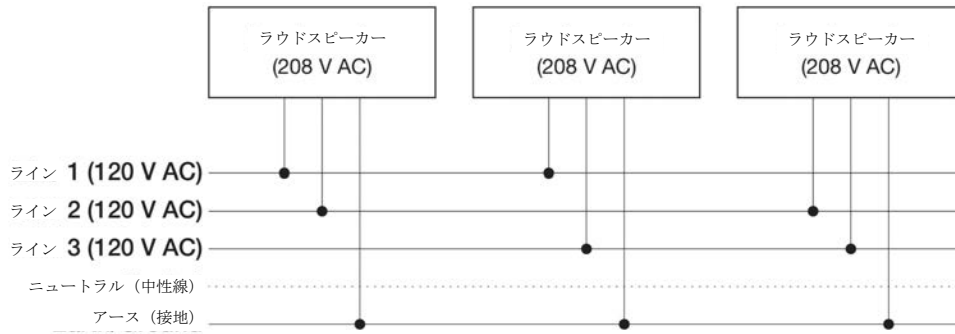 ラウドスピーカー
(208 V AC)
ラウドスピーカー
(208 V AC)
ラウドスピーカー
(208 V AC)
ライン 1 (120 V AC)
ライン 2 (120 V AC)
ライン 3 (120 V AC)
ニュートラル（中性線）
アース（接地）